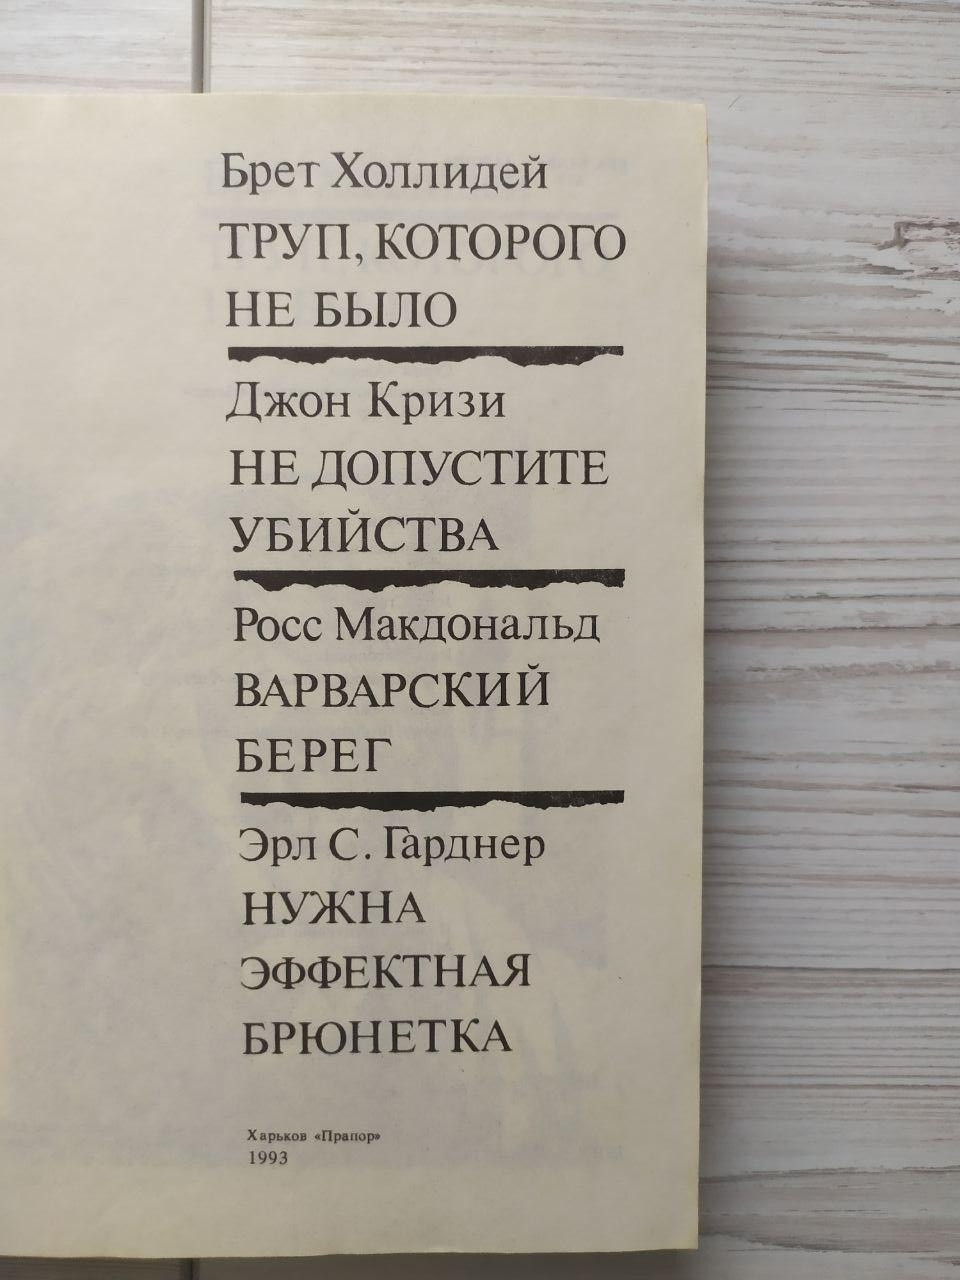 Брет Холлидей
ТРУП, КОТОРОГО
НЕ БЫЛО
Джон Кризи
НЕ ДОПУСТИТЕ
УБИЙСТВА
Росс Макдональд
ВАРВАРСКИЙ
БЕРЕГ
Эрл С. Гарднер
НУЖНА
ЭФФЕКТНАЯ
БРЮНЕТКА
Харьков «Прапор»
1993